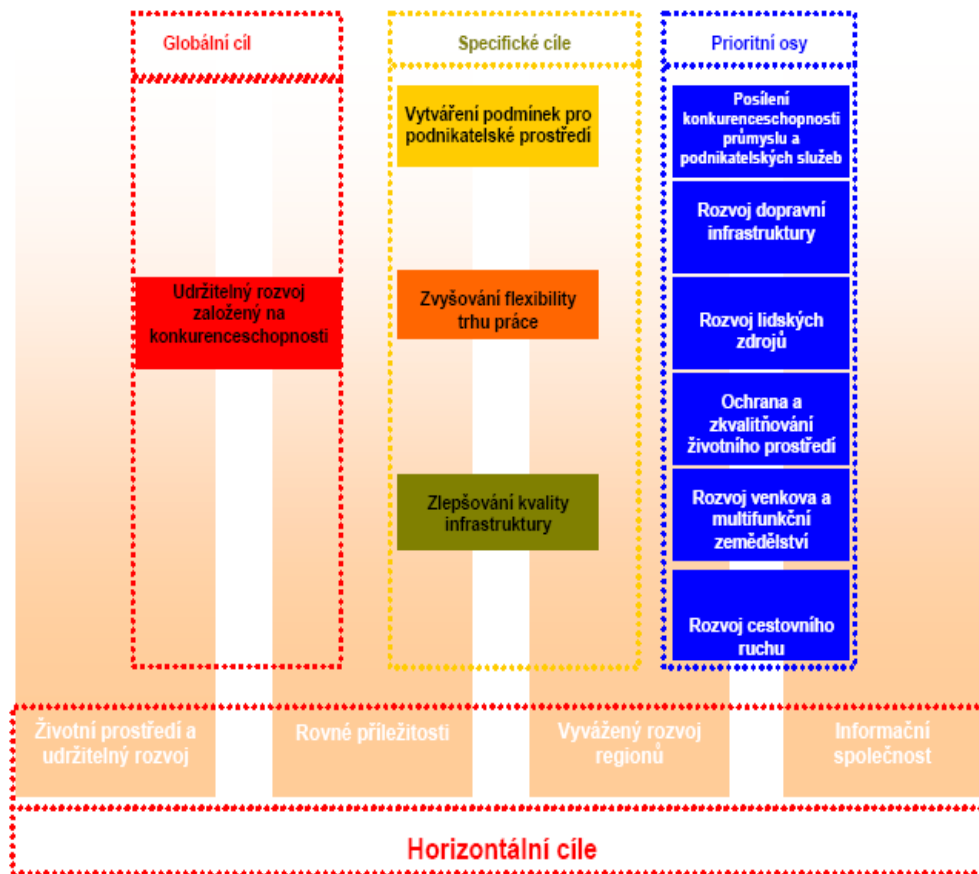 Globální cíl
Specifické cíle
Prioritní osy
Udržitelný rozvoj
založený na
konkurenceschopnosti
Vytváření podmínek pro
podnikatelské prostředí
Zvyšování flexibility
trhu práce
Zlepšování kvality
infrastruktury
Posílení
konkurenceschopnosti
průmyslu a
podnikatelských služeb
Rozvoj dopravní
infrastruktury
Rozvoj lidských
zdrojů
Ochrana a
zkvalitňování
životního prostředí
Rozvoj venkova a
multifunkční
zemědělství
Rozvoj cestovního
ruchu
Životní prostředí a
udržitelný rozvoj
Rovné příležitosti
Vyvážený rozvoj
regionů
Informační
společnost
Horizontální cíle